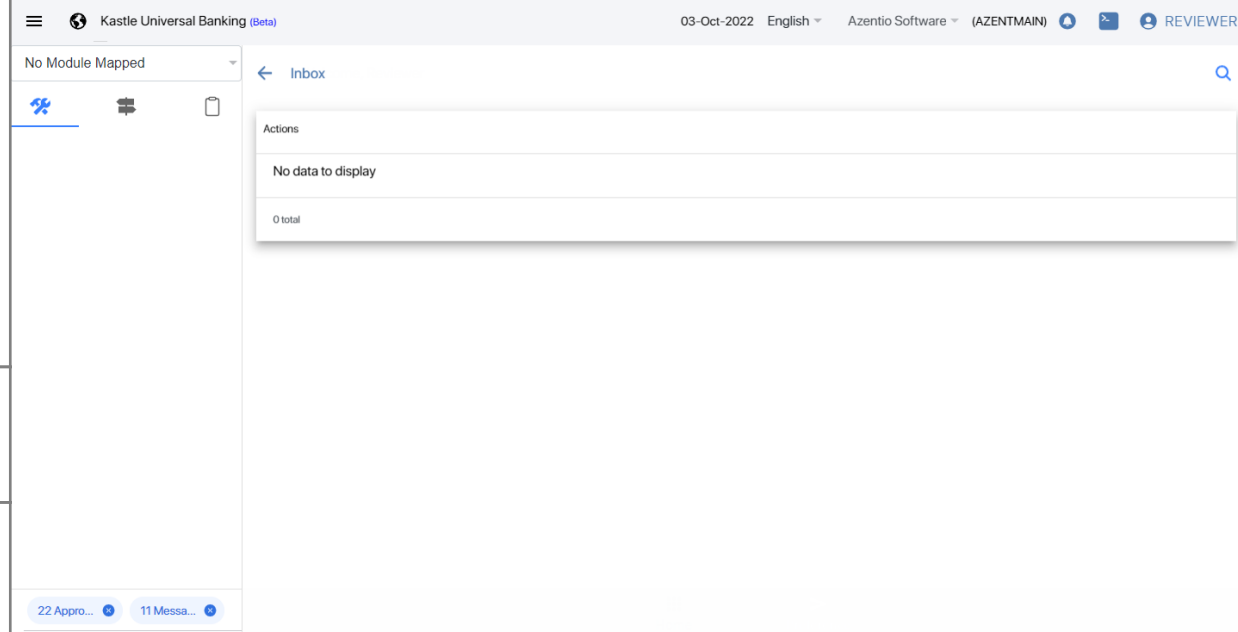 Kastle Universal Banking (Beta)
03-Oct-2022 English Azentio Software (AZENTMAIN) REVIEWER
No Module Mapped
Inbox
Actions
No data to display
0 total
22 Appro... 11 Messa...